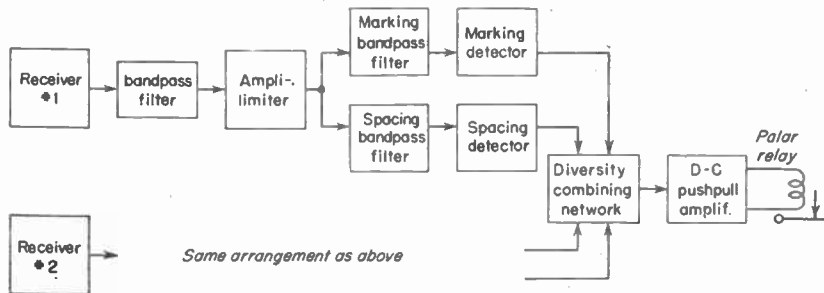 Receiver
#1
bandpass
filter
Ampli-
limiter
Marking
bandpass
filter
Marking
detector
Spacing
bandpass
filter
Spacing
detector
Diversity
combining
network
D-C
pushpull
amplif.
Palar
relay
Receiver
#2
Same arrangement as above